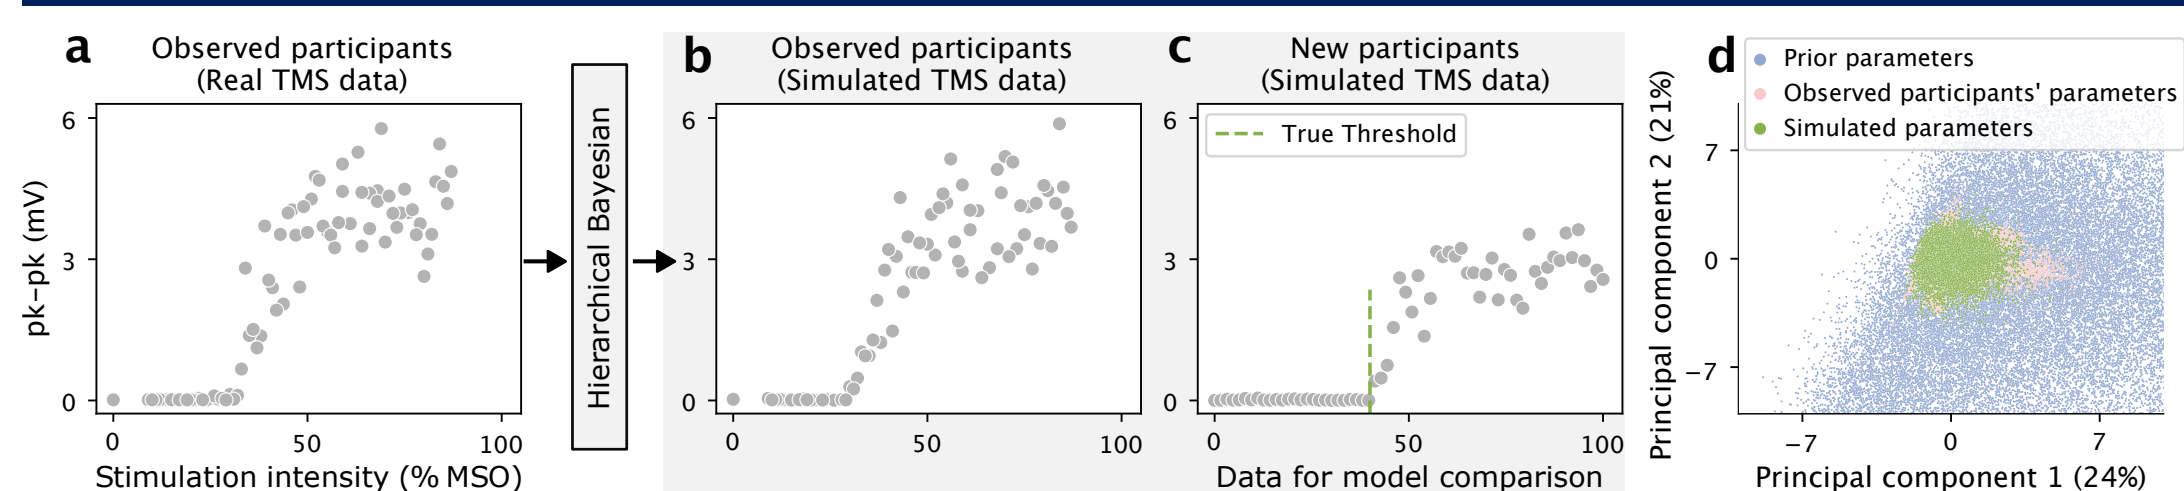 a
Observed participants
(Real TMS data)
pk–pk (mV)
6
3
0
0
50
100
Stimulation intensity (% MSO)
Hierarchical Bayesian
b
Observed participants
(Simulated TMS data)
6
3
0
0
50
100
c
New participants
(Simulated TMS data)
True Threshold
6
3
0
0
50
100
Data for model comparison
d
Prior parameters
Observed participants' parameters
Simulated parameters
Principal component 2 (21%)
7
0
−7
−7
0
7
Principal component 1 (24%)